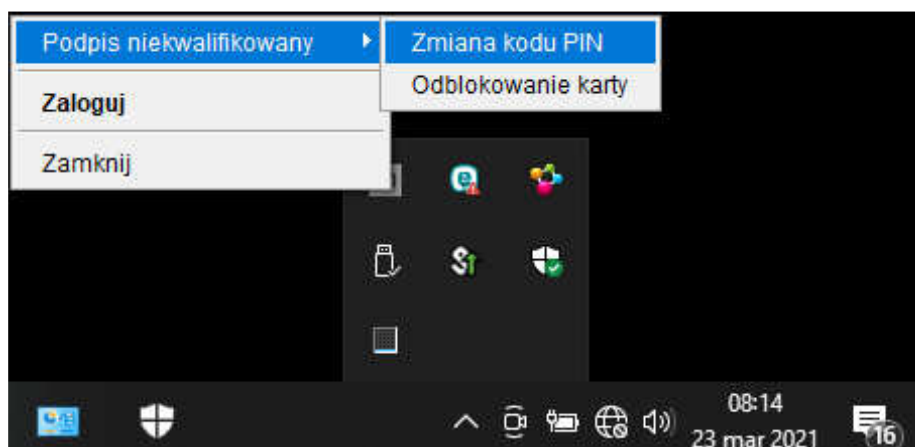 Podpis niekwalifikowany
Zmiana kodu PIN
Odblokowanie karty
Zaloguj
Zamknij
08:14
23 mar 2021
16